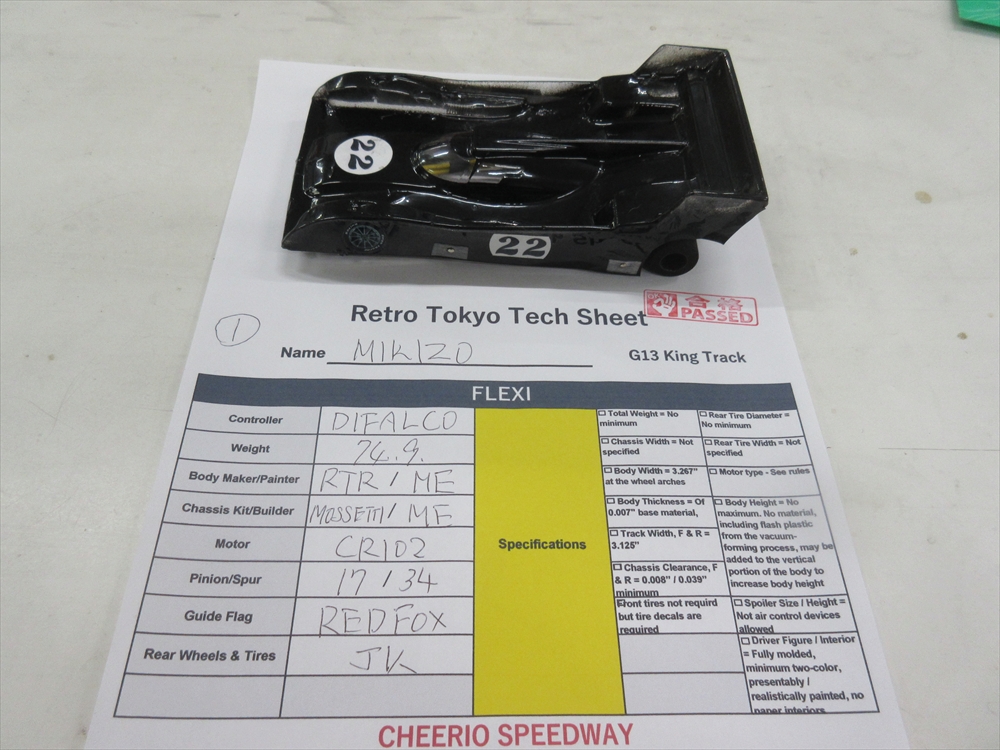 22
22
合格
PASSED
Retro Tokyo Tech Sheet
1
Name MIKIZO
G13 King Track
FLEXI
Controller DIFALCO
Weight 74.9.
Body Maker/Painter RTR / ME
Chassis Kit/Builder MOSSETTI / ME
Motor CR102
Pinion/Spur 17 / 34
Guide Flag RED FOX
Rear Wheels & Tires JK
Specifications
Total Weight = No
minimum
Chassis Width = Not
specified
Body Width = 3.267"
at the wheel arches
Body Thickness = Of
0.007" base material,
Track Width, F & R =
3.125"
Chassis Clearance, F
& R = 0.008" / 0.039"
minimum
Front tires not requird
but tire decals are
required
Rear Tire Diameter =
No minimum
Rear Tire Width = Not
specified
Motor type - See rules
Body Height = No
maximum. No material,
including flash plastic
from the vacuum-
forming process, may be
added to the vertical
portion of the body to
increase body height
Spoiler Size / Height =
Not air control devices
allowed
Driver Figure / Interior
= Fully molded,
minimum two-color,
presentably /
realistically painted, no
paper interiors
CHEERIO SPEEDWAY